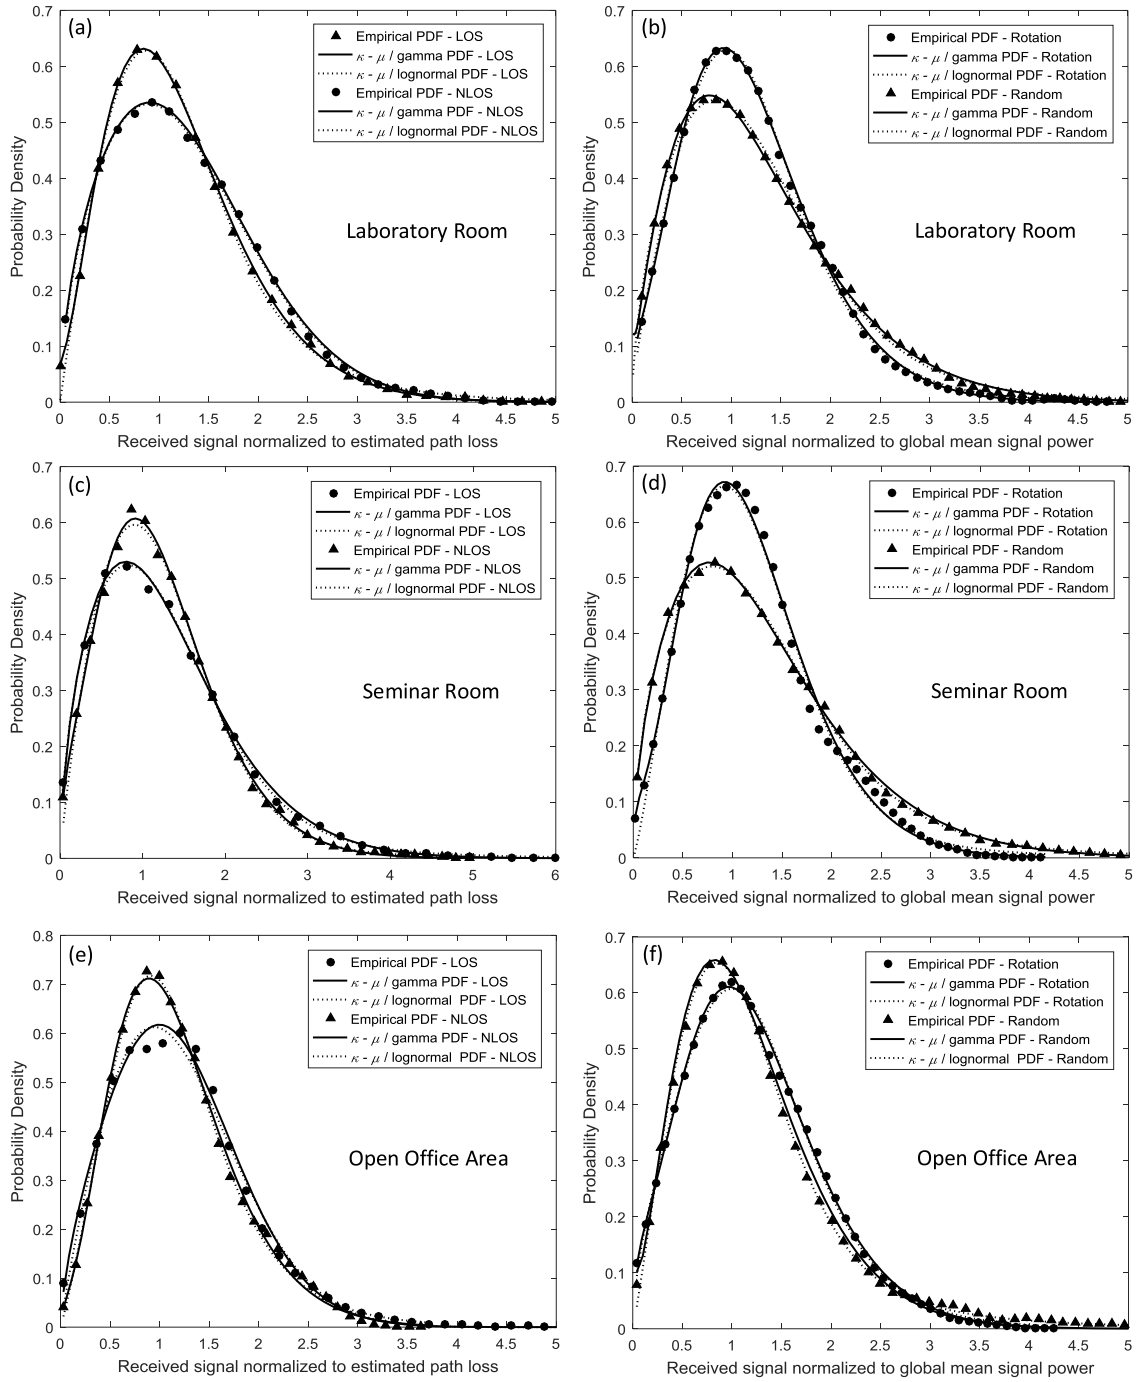 (a)
Empirical PDF - LOS
κ - μ / gamma PDF - LOS
κ - μ / lognormal PDF - LOS
Empirical PDF - NLOS
κ - μ / gamma PDF - NLOS
κ - μ / lognormal PDF - NLOS
Laboratory Room
Probability Density
0.7
0.6
0.5
0.4
0.3
0.2
0.1
0
0 0.5 1 1.5 2 2.5 3 3.5 4 4.5 5
Received signal normalized to estimated path loss
(b)
Empirical PDF - Rotation
κ - μ / gamma PDF - Rotation
κ - μ / lognormal PDF - Rotation
Empirical PDF - Random
κ - μ / gamma PDF - Random
κ - μ / lognormal PDF - Random
Laboratory Room
Probability Density
0.7
0.6
0.5
0.4
0.3
0.2
0.1
0
0 0.5 1 1.5 2 2.5 3 3.5 4 4.5 5
Received signal normalized to global mean signal power
(c)
Empirical PDF - LOS
κ - μ / gamma PDF - LOS
κ - μ / lognormal PDF - LOS
Empirical PDF - NLOS
κ - μ / gamma PDF - NLOS
κ - μ / lognormal PDF - NLOS
Seminar Room
Probability Density
0.7
0.6
0.5
0.4
0.3
0.2
0.1
0
0 1 2 3 4 5 6
Received signal normalized to estimated path loss
(d)
Empirical PDF - Rotation
κ - μ / gamma PDF - Rotation
κ - μ / lognormal PDF - Rotation
Empirical PDF - Random
κ - μ / gamma PDF - Random
κ - μ / lognormal PDF - Random
Seminar Room
Probability Density
0.7
0.6
0.5
0.4
0.3
0.2
0.1
0
0 0.5 1 1.5 2 2.5 3 3.5 4 4.5 5
Received signal normalized to global mean signal power
(e)
Empirical PDF - LOS
κ - μ / gamma PDF - LOS
κ - μ / lognormal PDF - LOS
Empirical PDF - NLOS
κ - μ / gamma PDF - NLOS
κ - μ / lognormal PDF - NLOS
Open Office Area
Probability Density
0.8
0.7
0.6
0.5
0.4
0.3
0.2
0.1
0
0 0.5 1 1.5 2 2.5 3 3.5 4 4.5 5
Received signal normalized to estimated path loss
(f)
Empirical PDF - Rotation
κ - μ / gamma PDF - Rotation
κ - μ / lognormal PDF - Rotation
Empirical PDF - Random
κ - μ / gamma PDF - Random
κ - μ / lognormal PDF - Random
Open Office Area
Probability Density
0.7
0.6
0.5
0.4
0.3
0.2
0.1
0
0 0.5 1 1.5 2 2.5 3 3.5 4 4.5 5
Received signal normalized to global mean signal power